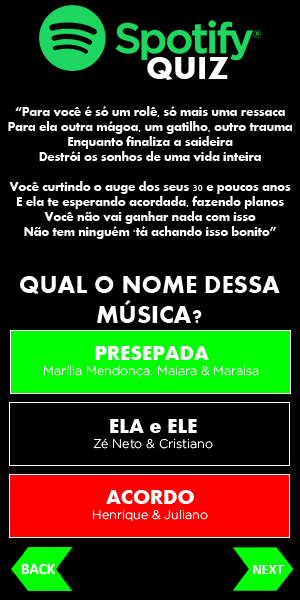 Spotify®
QUIZ
“Para você é só um rolê, só mais uma ressaca
Para ela outra mágoa, um gatilho, outro trauma
Enquanto finaliza a saideira
Destrói os sonhos de uma vida inteira
Você curtindo o auge dos seus 30 e poucos anos
E ela te esperando acordada, fazendo planos
Você não vai ganhar nada com isso
Não tem ninguém 'tá achando isso bonito”
QUAL O NOME DESSA
MÚSICA?
PRESEPADA
Marília Mendonça, Maiara & Maraisa
ELA e ELE
Zé Neto & Cristiano
ACORDO
Henrique & Juliano
BACK
NEXT